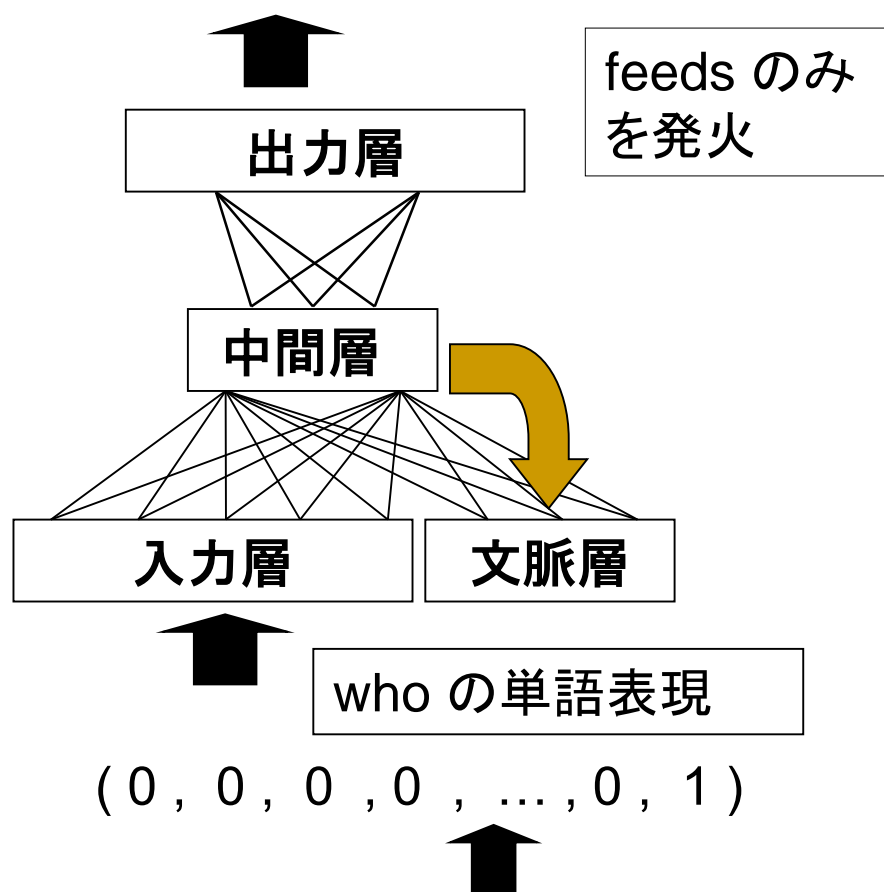 feeds のみ
を発火
出力層
中間層
入力層
文脈層
who の単語表現
( 0 , 0 , 0 , 0 , … , 0 , 1 )